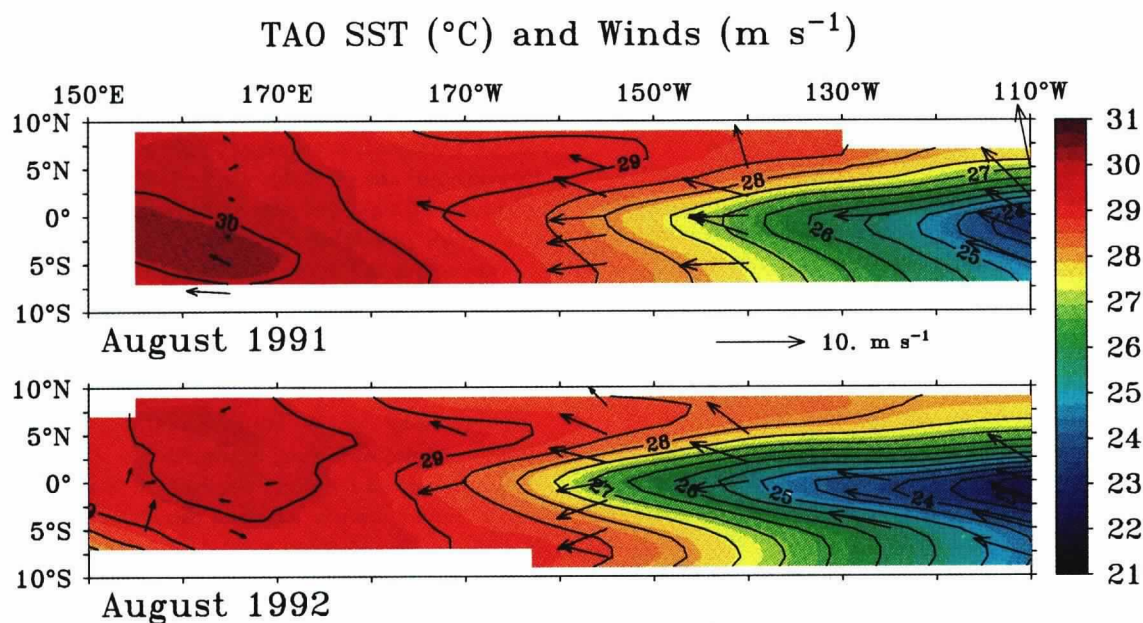 TAO SST (°C) and Winds (m s⁻¹)
150°E 170°E 170°W 150°W 130°W 110°W
10°N
5°N
0°
5°S
10°S
30
29
28
27
26
25
31
30
29
28
27
26
25
24
23
22
21
August 1991
10. m s⁻¹
10°N
5°N
0°
5°S
10°S
29
28
27
26
25
24
August 1992